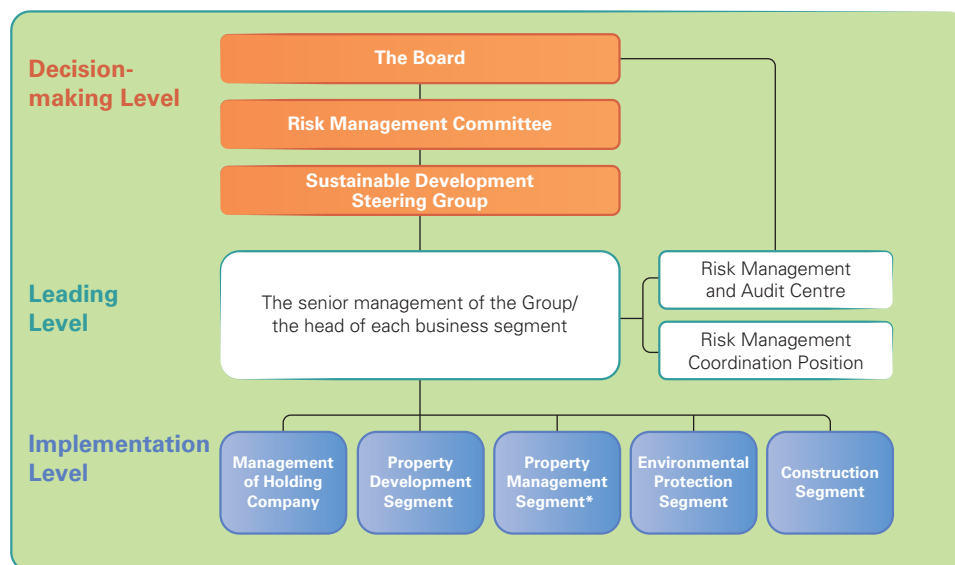 Decision-
making Level
The Board
Risk Management Committee
Sustainable Development
Steering Group
Leading
Level
The senior management of the Group/
the head of each business segment
Risk Management
and Audit Centre
Risk Management
Coordination Position
Implementation
Level
Management
of Holding
Company
Property
Development
Segment
Property
Management
Segment*
Environmental
Protection
Segment
Construction
Segment